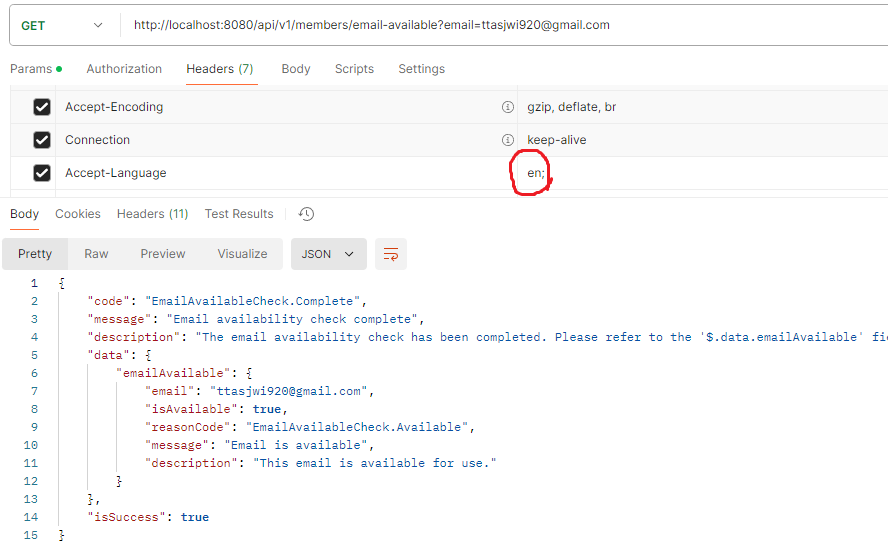 GET http://localhost:8080/api/v1/members/email-available?email=ttasjwi920@gmail.com
Params Authorization Headers (7) Body Scripts Settings
Accept-Encoding gzip, deflate, br
Connection keep-alive
Accept-Language en;
Body Cookies Headers (11) Test Results
Pretty Raw Preview Visualize JSON
1 {
2 "code": "EmailAvailableCheck.Complete",
3 "message": "Email availability check complete",
4 "description": "The email availability check has been completed. Please refer to the '$.data.emailAvailable' fie
5 "data": {
6 "emailAvailable": {
7 "email": "ttasjwi920@gmail.com",
8 "isAvailable": true,
9 "reasonCode": "EmailAvailableCheck.Available",
10 "message": "Email is available",
11 "description": "This email is available for use."
12 }
13 },
14 "isSuccess": true
15 }